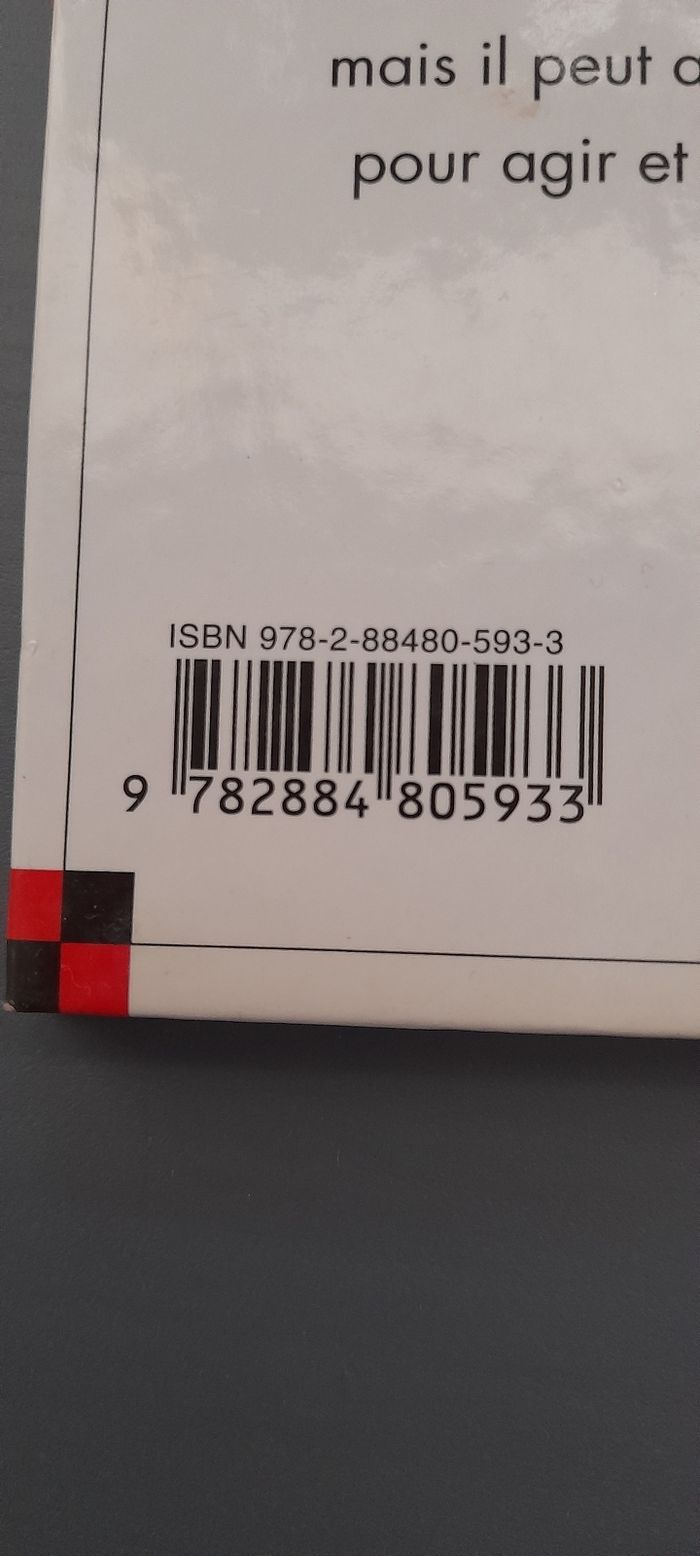 mais il peut
pour agir et
ISBN 978-2-88480-593-3
9 782884 805933